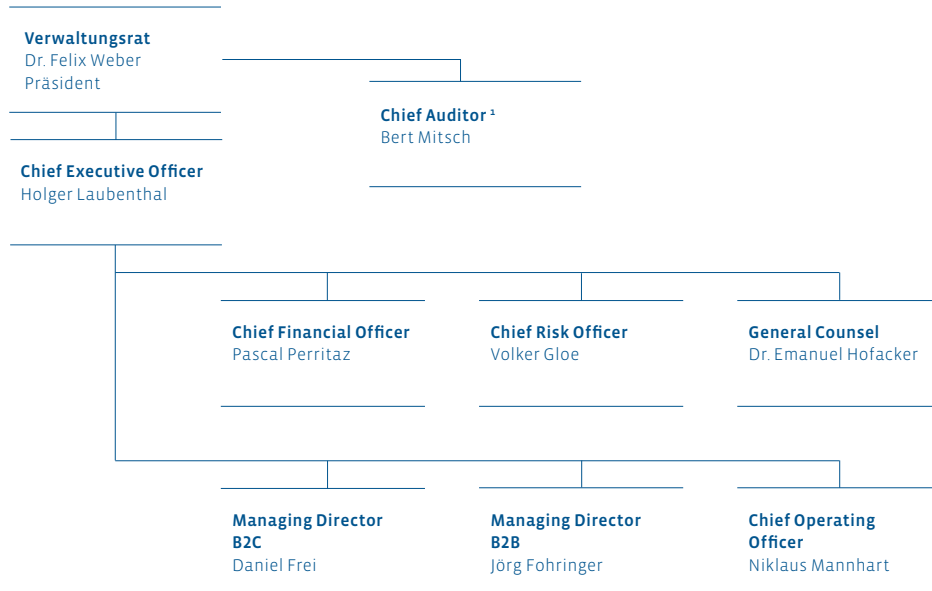 Verwaltungsrat
Dr. Felix Weber
Präsident
Chief Auditor ¹
Bert Mitsch
Chief Executive Officer
Holger Laubenthal
Chief Financial Officer
Pascal Perritaz
Chief Risk Officer
Volker Gloe
General Counsel
Dr. Emanuel Hofacker
Managing Director
B2C
Daniel Frei
Managing Director
B2B
Jörg Fohringer
Chief Operating
Officer
Niklaus Mannhart